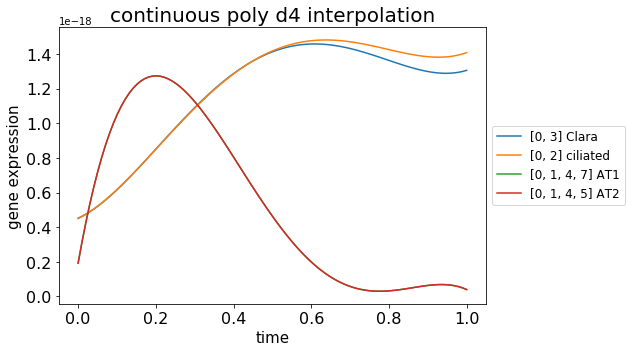 continuous poly d4 interpolation
1e−18
1.4
1.2
1.0
0.8
0.6
0.4
0.2
0.0
gene expression
0.0 0.2 0.4 0.6 0.8 1.0
time
[0, 3] Clara
[0, 2] ciliated
[0, 1, 4, 7] AT1
[0, 1, 4, 5] AT2